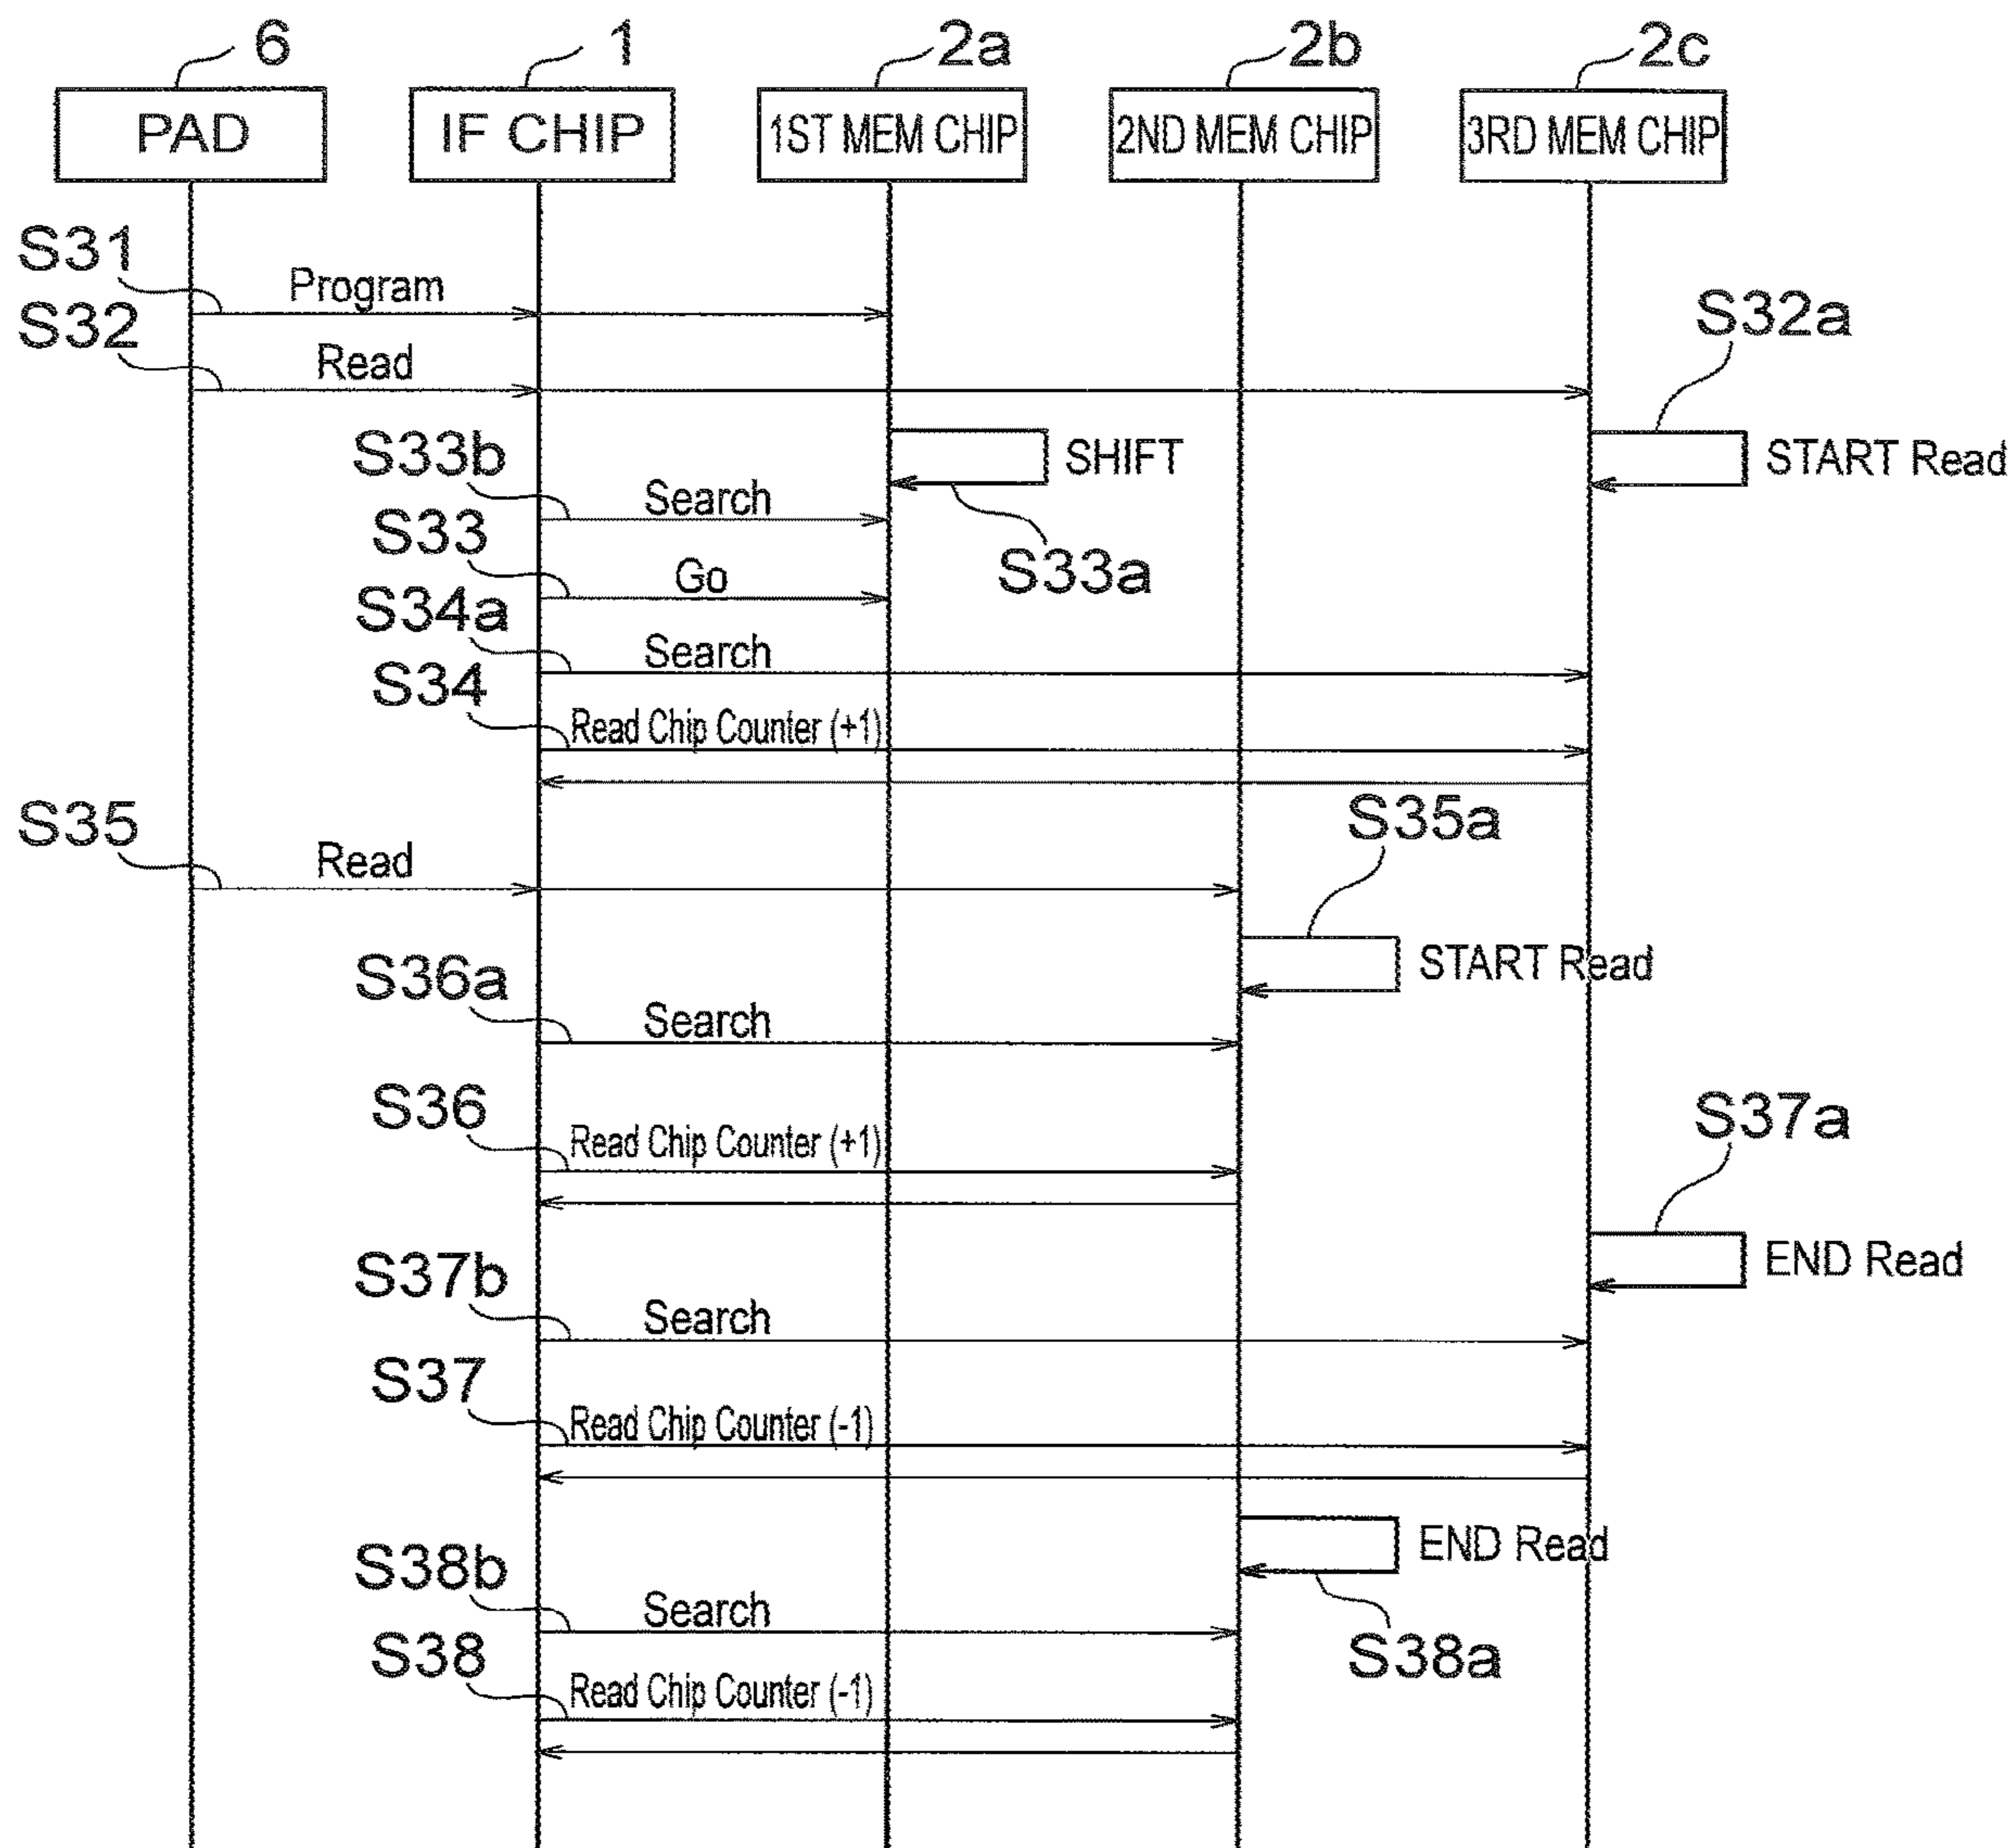 6
1
2a
2b
2c
PAD
IF CHIP
1ST MEM CHIP
2ND MEM CHIP
3RD MEM CHIP
S31
Program
S32
Read
S32a
START Read
SHIFT
S33a
S33b
Search
S33
Go
S34a
Search
S34
Read Chip Counter (+1)
S35
Read
S35a
START Read
S36a
Search
S36
Read Chip Counter (+1)
S37a
END Read
S37b
Search
S37
Read Chip Counter (-1)
END Read
S38a
S38b
Search
S38
Read Chip Counter (-1)